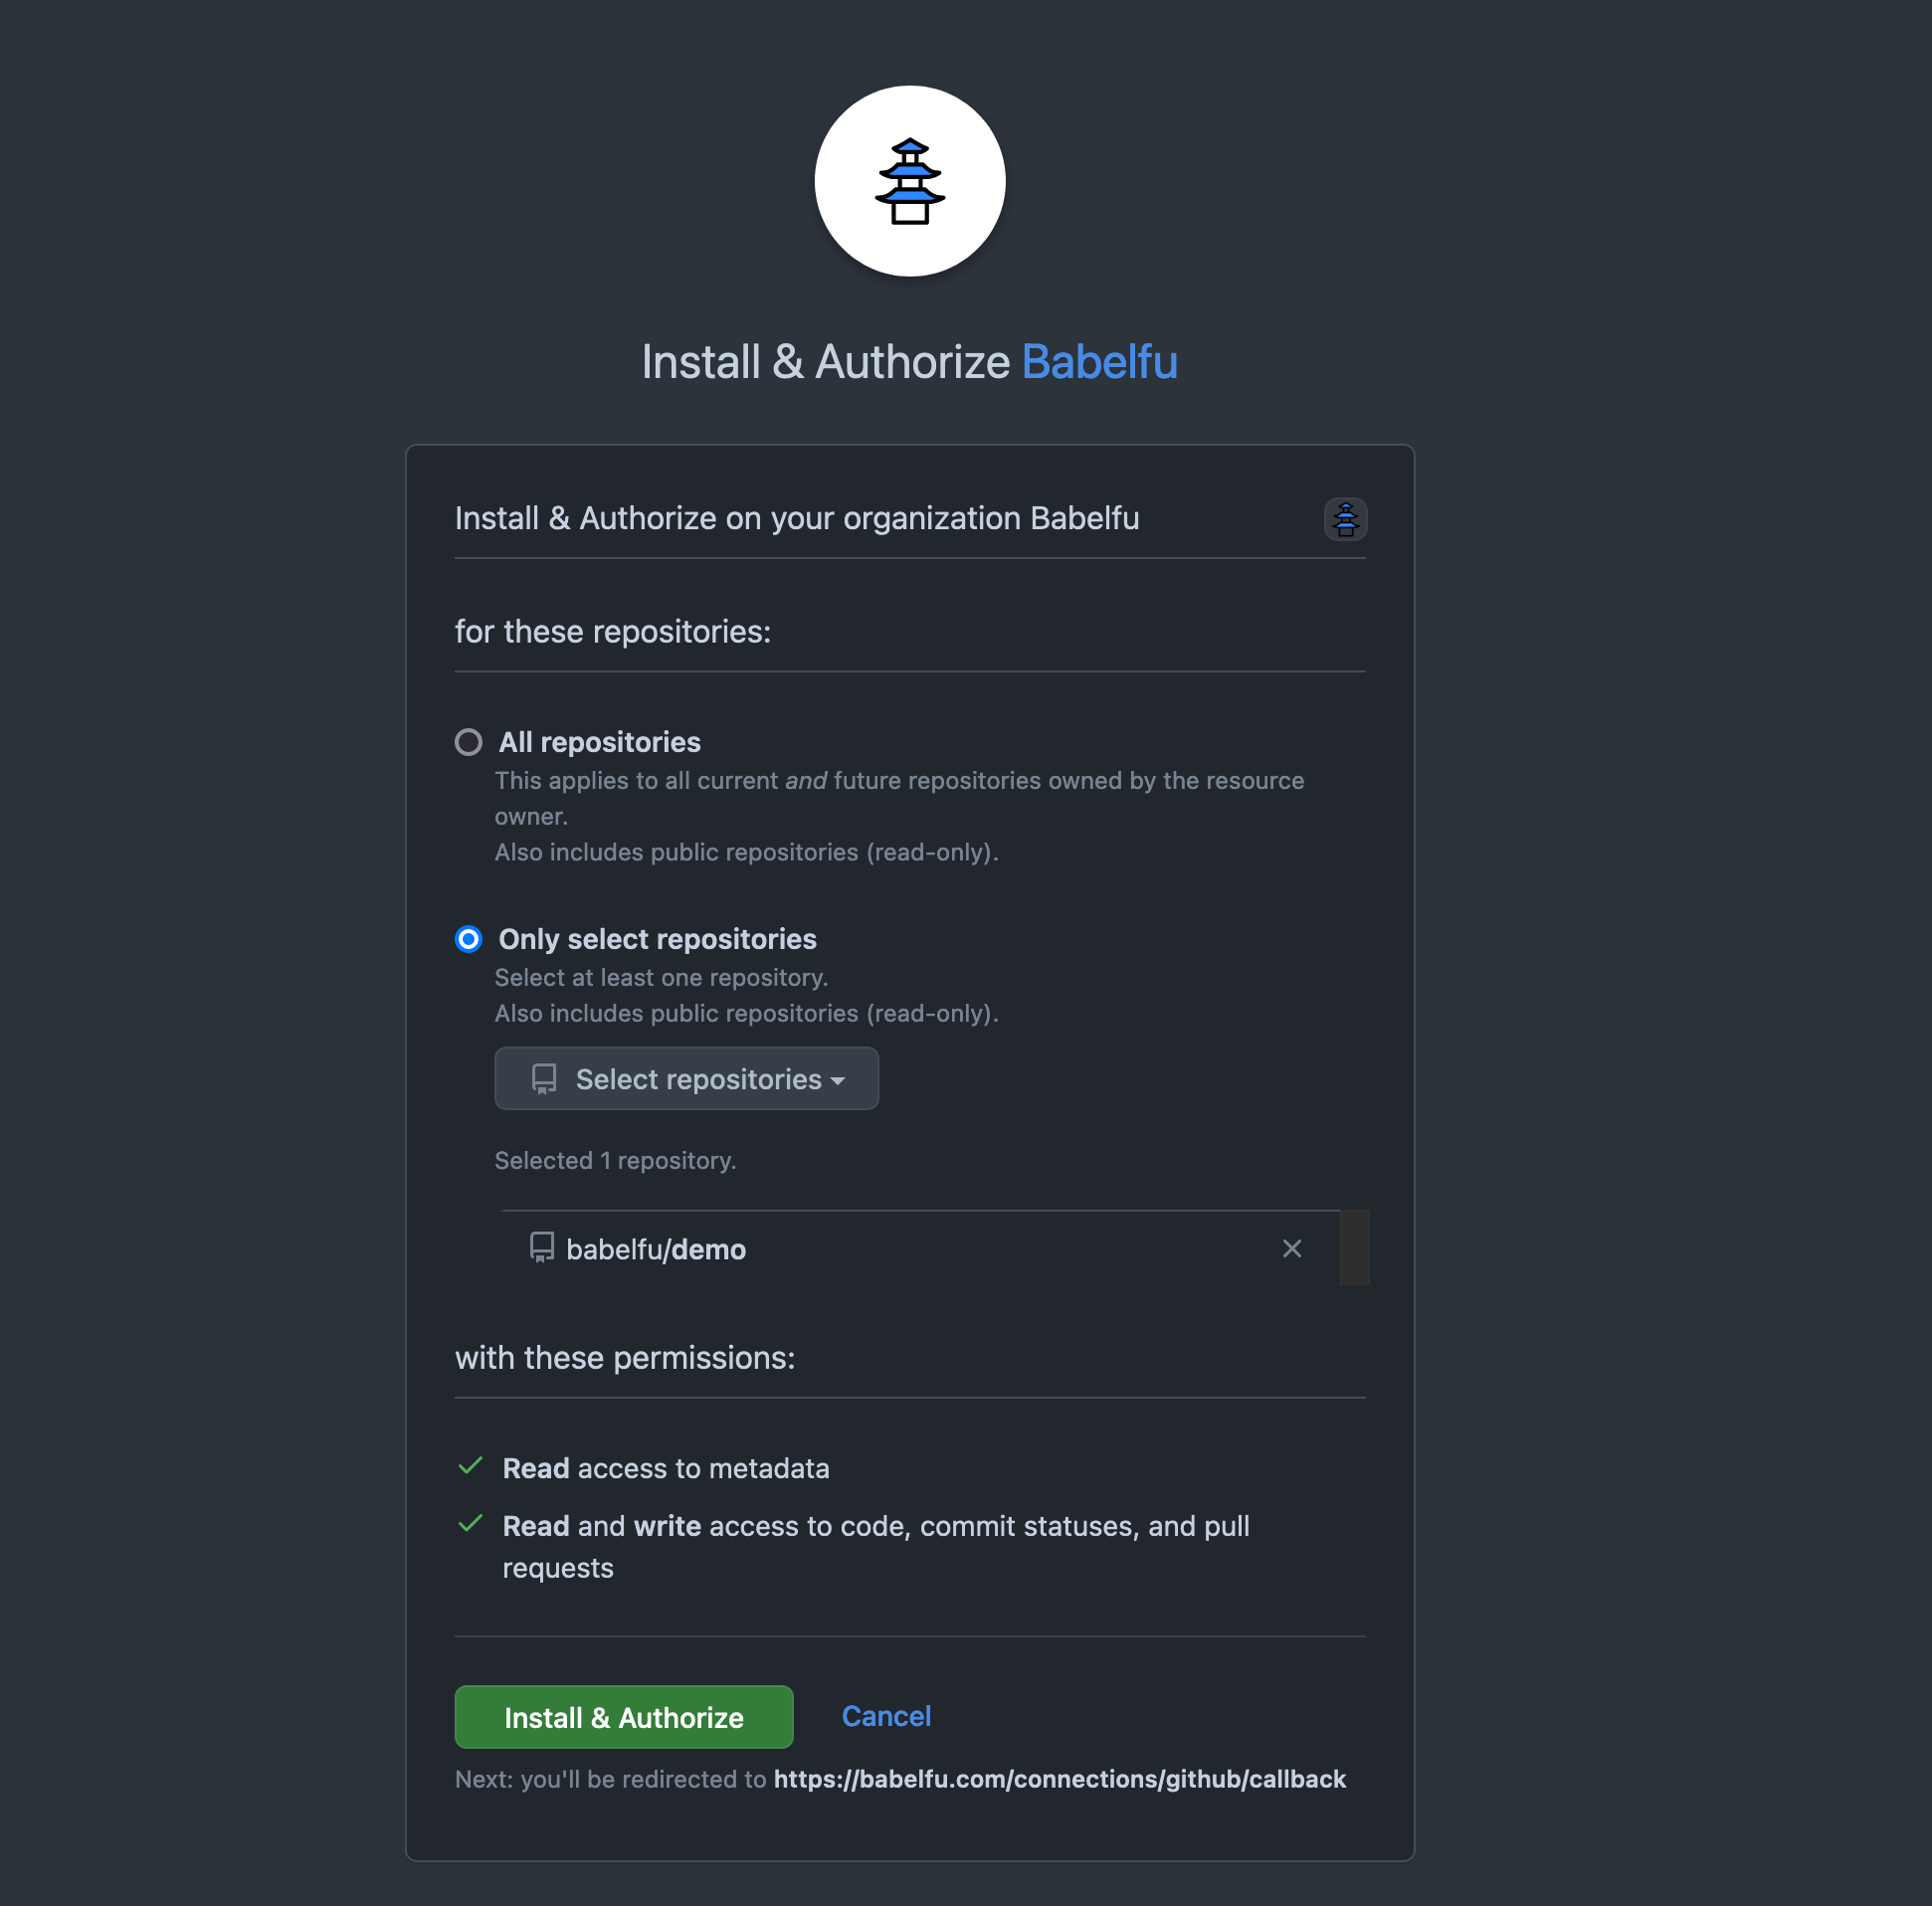 Install & Authorize Babelfu
Install & Authorize on your organization Babelfu
for these repositories:
All repositories
This applies to all current and future repositories owned by the resource
owner.
Also includes public repositories (read-only).
Only select repositories
Select at least one repository.
Also includes public repositories (read-only).
Select repositories
Selected 1 repository.
babelfu/demo
with these permissions:
Read access to metadata
Read and write access to code, commit statuses, and pull
requests
Install & Authorize
Cancel
Next: you'll be redirected to https://babelfu.com/connections/github/callback